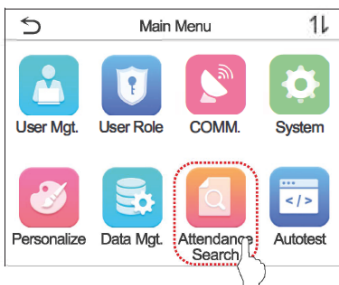 Main Menu
User Mgt. User Role COMM. System
</>
Personalize Data Mgt. Attendance Autotest
Search